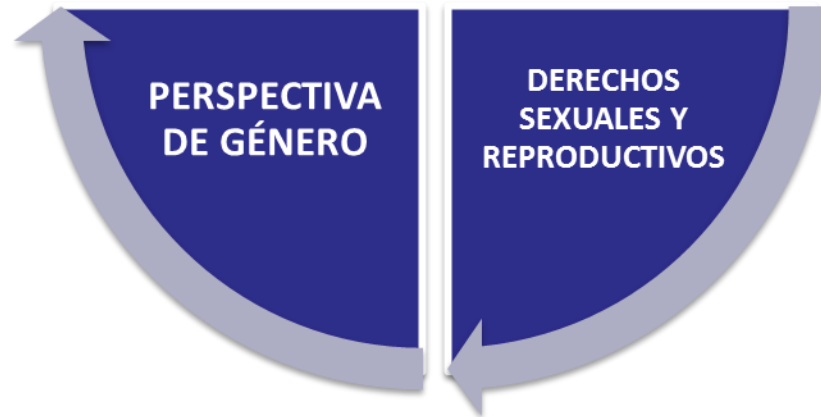 PERSPECTIVA
DE GÉNERO
DERECHOS
SEXUALES Y
REPRODUCTIVOS